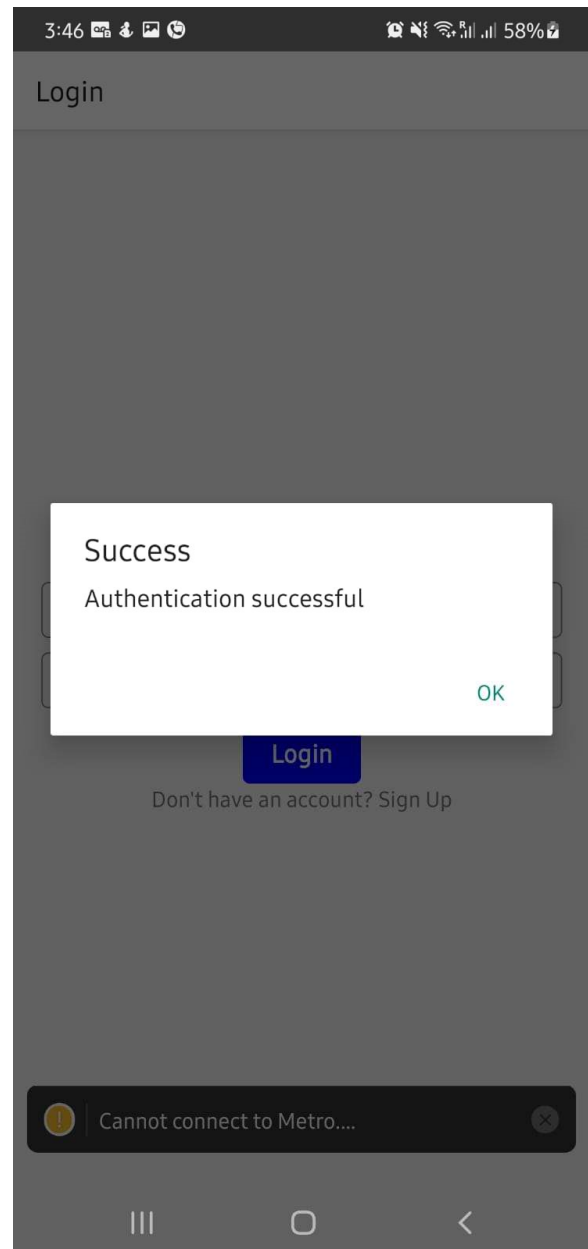 3:46
R
58%
Login
Success
Authentication successful
OK
Login
Don't have an account? Sign Up
! Cannot connect to Metro....